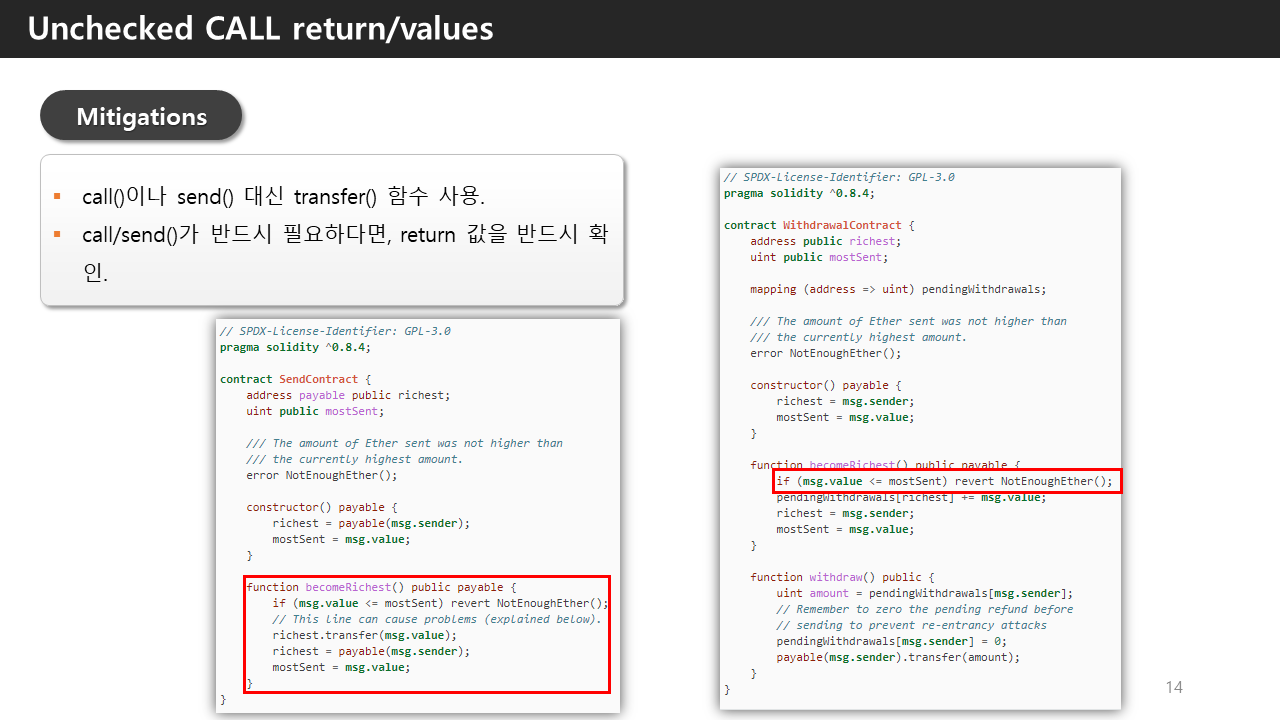 Unchecked CALL return/values
Mitigations
▪ call()이나 send() 대신 transfer() 함수 사용.
▪ call/send()가 반드시 필요하다면, return 값을 반드시 확
인.
// SPDX-License-Identifier: GPL-3.0
pragma solidity ^0.8.4;
contract SendContract {
address payable public richest;
uint public mostSent;
/// The amount of Ether sent was not higher than
/// the currently highest amount.
error NotEnoughEther();
constructor() payable {
richest = payable(msg.sender);
mostSent = msg.value;
}
function becomeRichest() public payable {
if (msg.value <= mostSent) revert NotEnoughEther();
// This line can cause problems (explained below).
richest.transfer(msg.value);
richest = payable(msg.sender);
mostSent = msg.value;
}
}
// SPDX-License-Identifier: GPL-3.0
pragma solidity ^0.8.4;
contract WithdrawalContract {
address public richest;
uint public mostSent;
mapping (address => uint) pendingWithdrawals;
/// The amount of Ether sent was not higher than
/// the currently highest amount.
error NotEnoughEther();
constructor() payable {
richest = msg.sender;
mostSent = msg.value;
}
function becomeRichest() public payable {
if (msg.value <= mostSent) revert NotEnoughEther();
pendingWithdrawals[richest] += msg.value;
richest = msg.sender;
mostSent = msg.value;
}
function withdraw() public {
uint amount = pendingWithdrawals[msg.sender];
// Remember to zero the pending refund before
// sending to prevent re-entrancy attacks
pendingWithdrawals[msg.sender] = 0;
payable(msg.sender).transfer(amount);
}
}
14